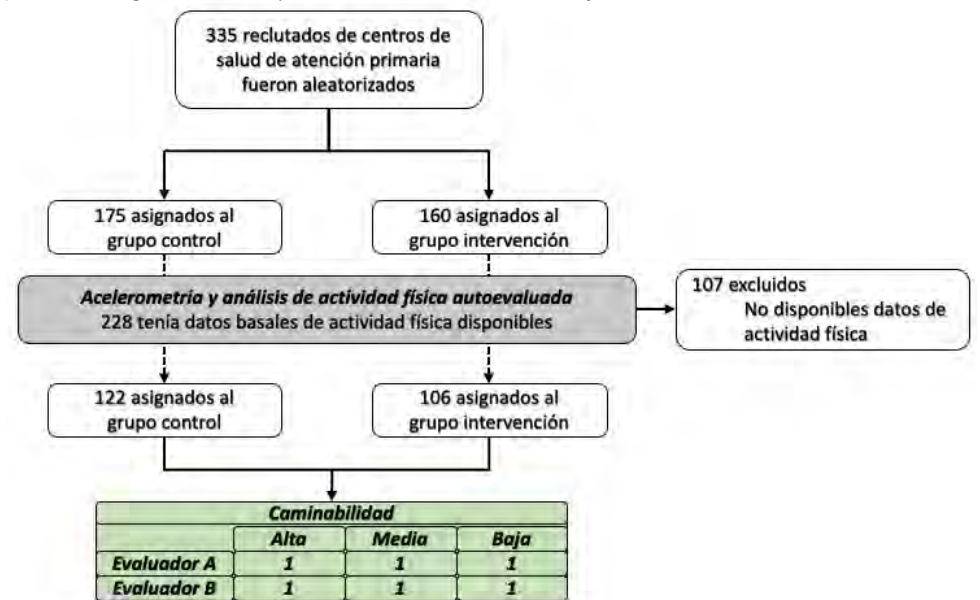 335 reclutados de centros de
salud de atención primaria
fueron aleatorizados
175 asignados al
grupo control
160 asignados al
grupo intervención
Acelerometria y análisis de actividad física autoevaluada
228 tenía datos basales de actividad física disponibles
107 excluidos
No disponibles datos de
actividad física
122 asignados al
grupo control
106 asignados al
grupo intervención
Caminabilidad
Alta Media Baja
Evaluador A 1 1 1
Evaluador B 1 1 1